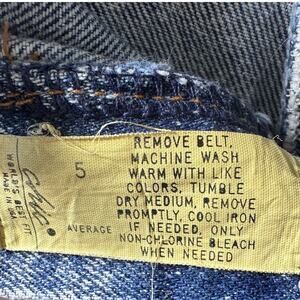 chic
WORLD'S BEST FIT
MADE IN USA
5
AVERAGE
REMOVE BELT,
MACHINE WASH
WARM WITH LIKE
COLORS, TUMBLE
DRY MEDIUM, REMOVE
PROMPTLY, COOL IRON
IF NEEDED, ONLY
NON-CHLORINE BLEACH
WHEN NEEDED